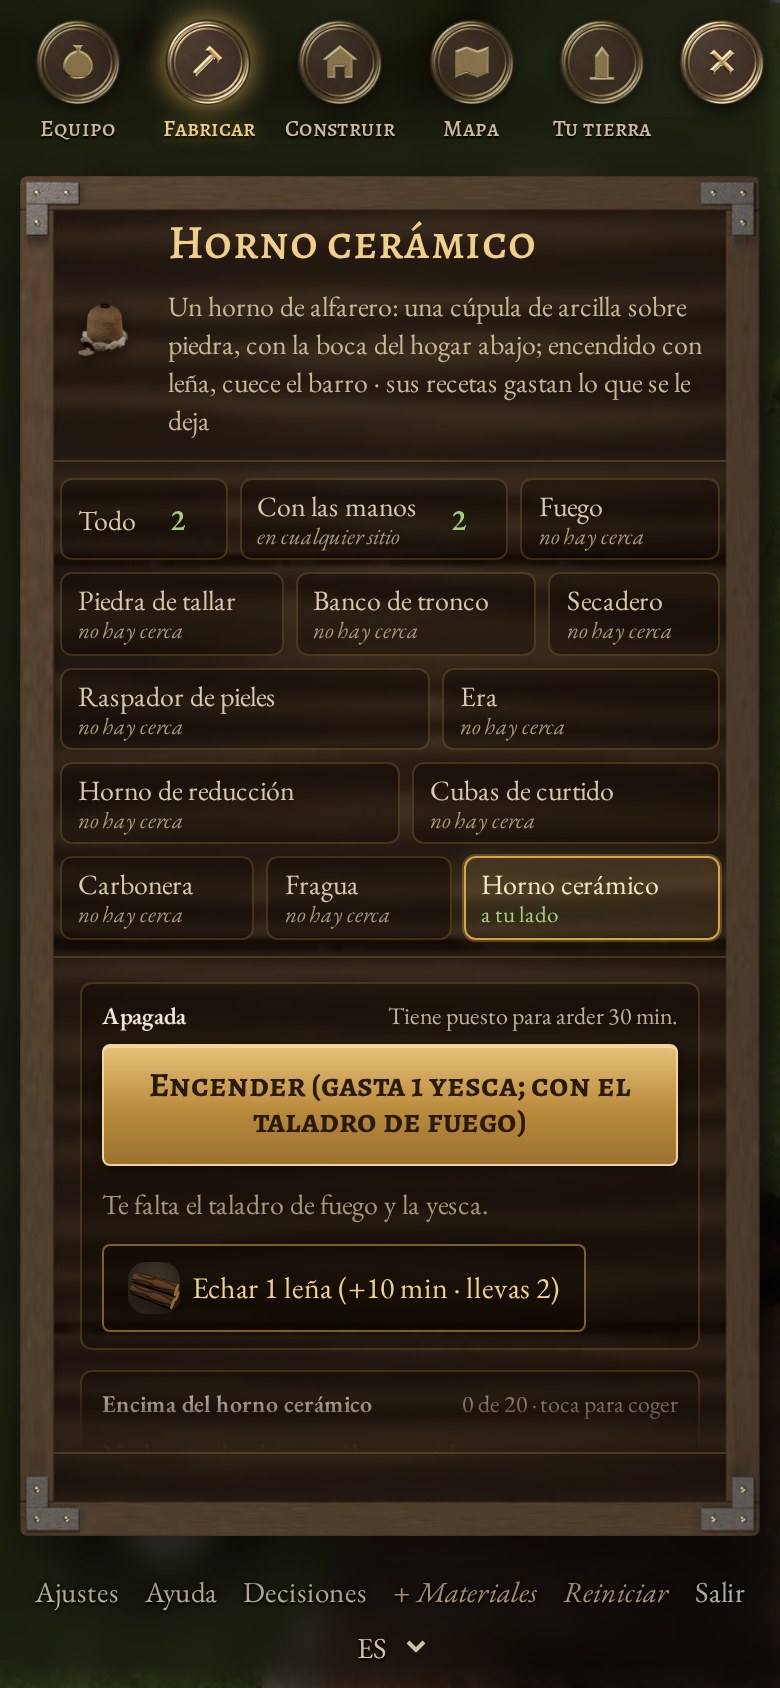 Equipo
Fabricar
Construir
Mapa
Tu tierra
Horno cerámico
Un horno de alfarero: una cúpula de arcilla sobre
piedra, con la boca del hogar abajo; encendido con
leña, cuece el barro · sus recetas gastan lo que se le
deja
Todo 2
Con las manos 2
en cualquier sitio
Fuego
no hay cerca
Piedra de tallar
no hay cerca
Banco de tronco
no hay cerca
Secadero
no hay cerca
Raspador de pieles
no hay cerca
Era
no hay cerca
Horno de reducción
no hay cerca
Cubas de curtido
no hay cerca
Carbonera
no hay cerca
Fragua
no hay cerca
Horno cerámico
a tu lado
Apagada
Tiene puesto para arder 30 min.
Encender (gasta 1 yesca; con el
taladro de fuego)
Te falta el taladro de fuego y la yesca.
Echar 1 leña (+10 min · llevas 2)
Encima del horno cerámico
0 de 20 · toca para coger
Ajustes
Ayuda
Decisiones
+ Materiales
Reiniciar
Salir
ES